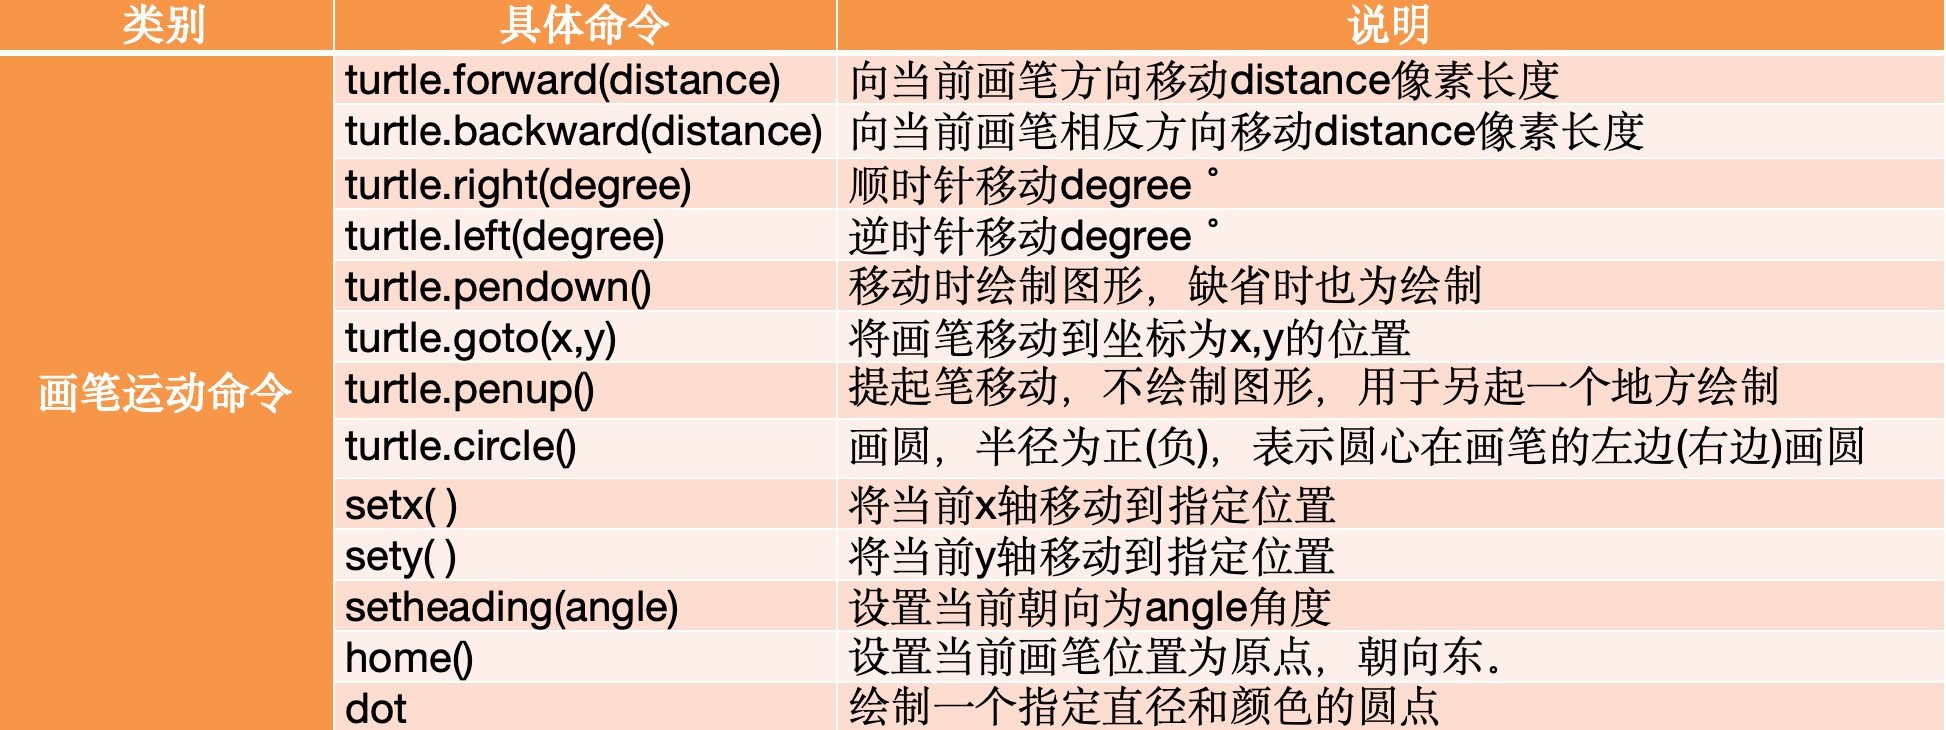 类别 具体命令 说明
画笔运动命令
turtle.forward(distance) 向当前画笔方向移动distance像素长度
turtle.backward(distance) 向当前画笔相反方向移动distance像素长度
turtle.right(degree) 顺时针移动degree °
turtle.left(degree) 逆时针移动degree °
turtle.pendown() 移动时绘制图形，缺省时也为绘制
turtle.goto(x,y) 将画笔移动到坐标为x,y的位置
turtle.penup() 提起笔移动，不绘制图形，用于另起一个地方绘制
turtle.circle() 画圆，半径为正(负)，表示圆心在画笔的左边(右边)画圆
setx( ) 将当前x轴移动到指定位置
sety( ) 将当前y轴移动到指定位置
setheading(angle) 设置当前朝向为angle角度
home() 设置当前画笔位置为原点，朝向东。
dot 绘制一个指定直径和颜色的圆点